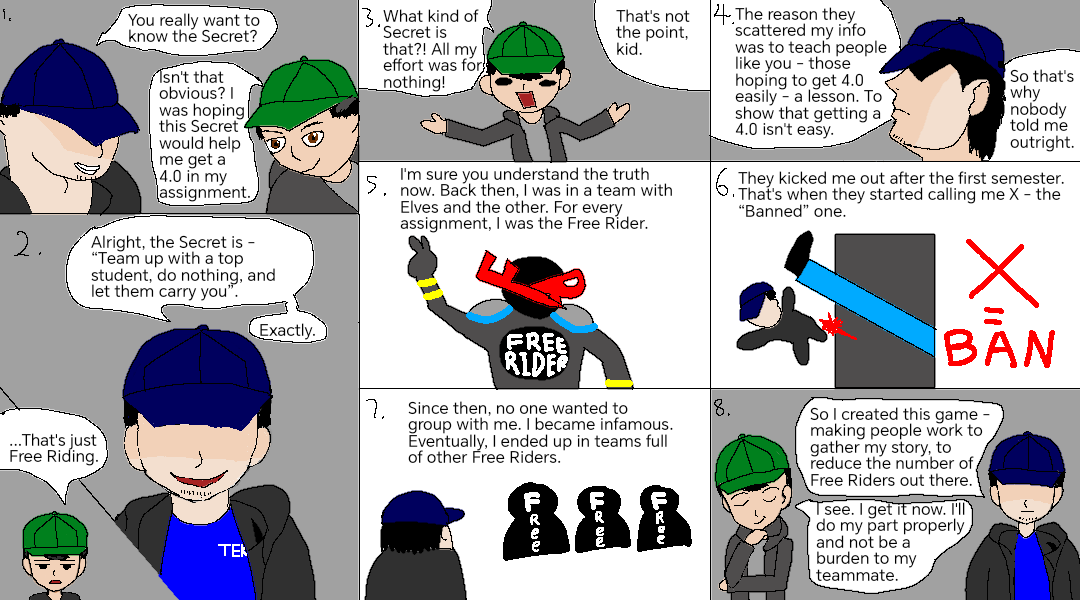 1.
You really want to
know the Secret?
Isn't that
obvious? I
was hoping
this Secret
would help
me get a
4.0 in my
assignment.
2.
Alright, the Secret is –
“Team up with a top
student, do nothing, and
let them carry you”.
Exactly.
...That's just
Free Riding.
TEK
3.
What kind of
Secret is
that?! All my
effort was for
nothing!
That's not
the point,
kid.
4.
The reason they
scattered my info
was to teach people
like you – those
hoping to get 4.0
easily – a lesson. To
show that getting a
4.0 isn't easy.
So that's
why
nobody
told me
outright.
5.
I'm sure you understand the truth
now. Back then, I was in a team with
Elves and the other. For every
assignment, I was the Free Rider.
FREE
RIDER
6.
They kicked me out after the first semester.
That's when they started calling me X – the
“Banned” one.
X
=
BAN
7.
Since then, no one wanted to
group with me. I became infamous.
Eventually, I ended up in teams full
of other Free Riders.
Free
Free
Free
8.
So I created this game –
making people work to
gather my story, to
reduce the number of
Free Riders out there.
I see. I get it now. I'll
do my part properly
and not be a
burden to my
teammate.